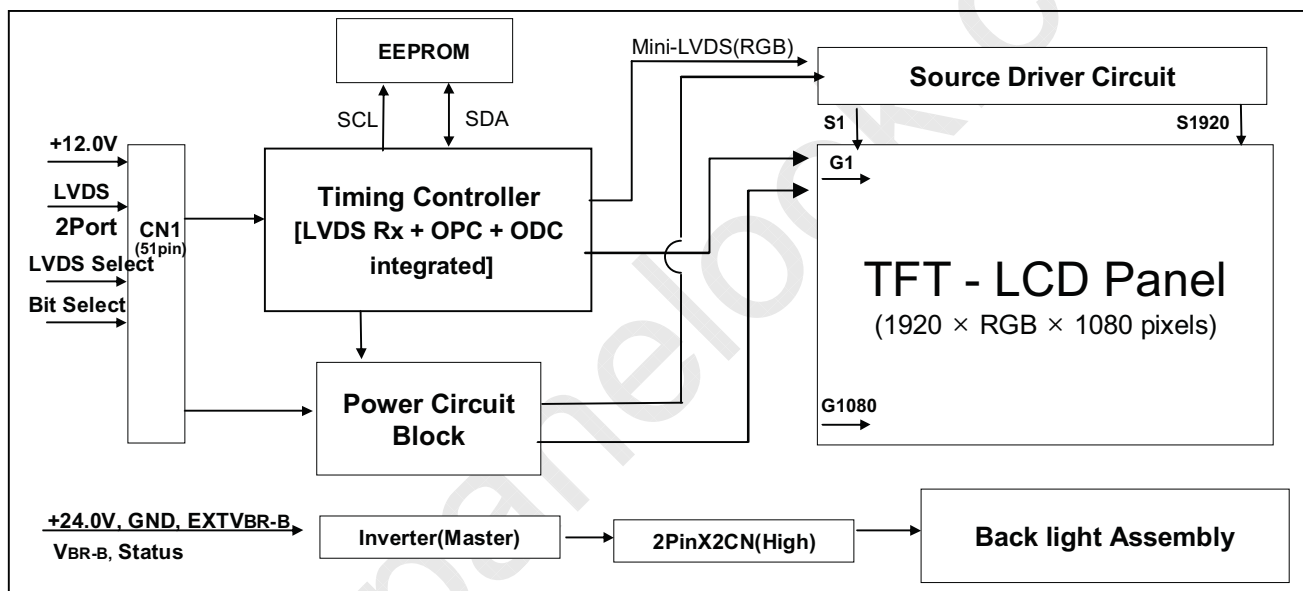 EEPROM
Mini-LVDS(RGB)
Source Driver Circuit
SCL
SDA
S1
S1920
+12.0V
LVDS
2Port
LVDS Select
Bit Select
CN1
(51pin)
Timing Controller
[LVDS Rx + OPC + ODC
integrated]
G1
TFT - LCD Panel
(1920 × RGB × 1080 pixels)
G1080
Power Circuit
Block
+24.0V, GND, EXTVBR-B
VBR-B, Status
Inverter(Master)
2PinX2CN(High)
Back light Assembly